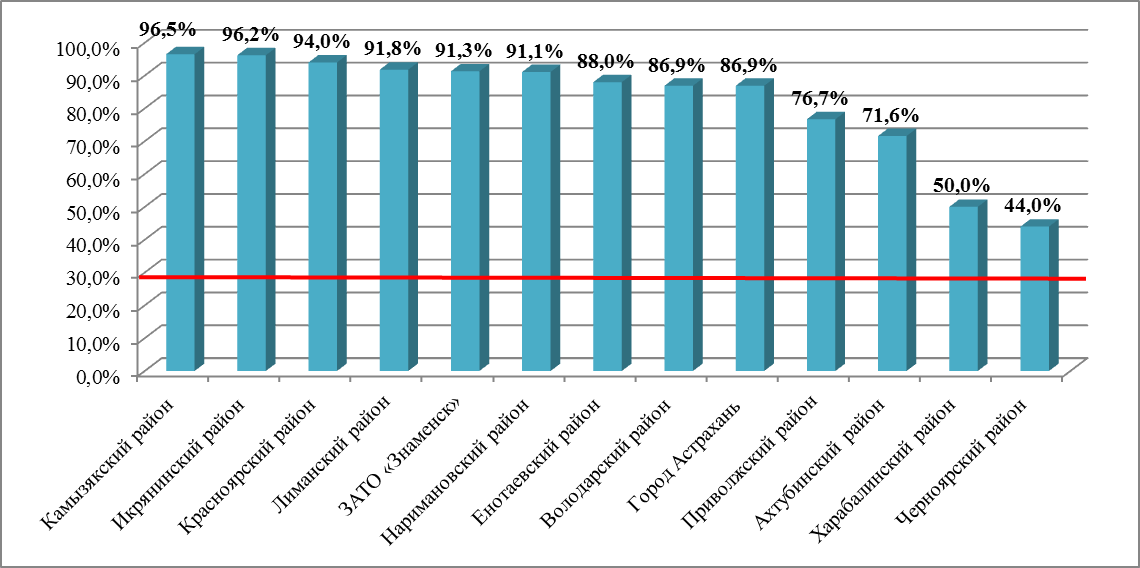 96,5%
96,2%
94,0%
91,8%
91,3%
91,1%
88,0%
86,9%
86,9%
76,7%
71,6%
50,0%
44,0%
100,0%
90,0%
80,0%
70,0%
60,0%
50,0%
40,0%
30,0%
20,0%
10,0%
0,0%
Камызякский район
Икрянинский район
Красноярский район
Лиманский район
ЗАТО «Знаменск»
Наримановский район
Енотаевский район
Володарский район
Город Астрахань
Приволжский район
Ахтубинский район
Харабалинский район
Черноярский район